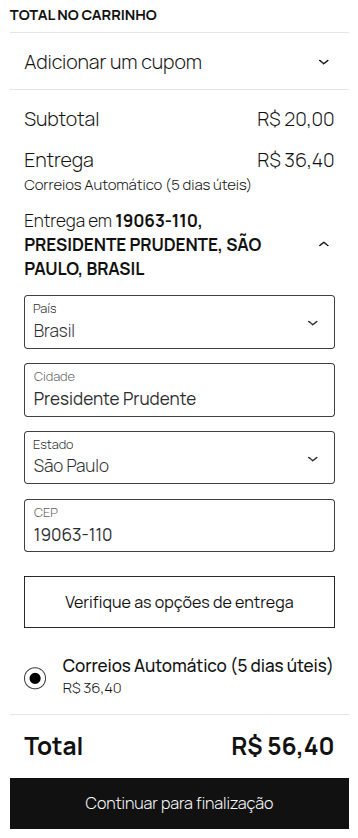 TOTAL NO CARRINHO
Adicionar um cupom
Subtotal R$ 20,00
Entrega R$ 36,40
Correios Automático (5 dias úteis)
Entrega em 19063-110,
PRESIDENTE PRUDENTE, SÃO
PAULO, BRASIL
País
Brasil
Cidade
Presidente Prudente
Estado
São Paulo
CEP
19063-110
Verifique as opções de entrega
Correios Automático (5 dias úteis)
R$ 36,40
Total R$ 56,40
Continuar para finalização